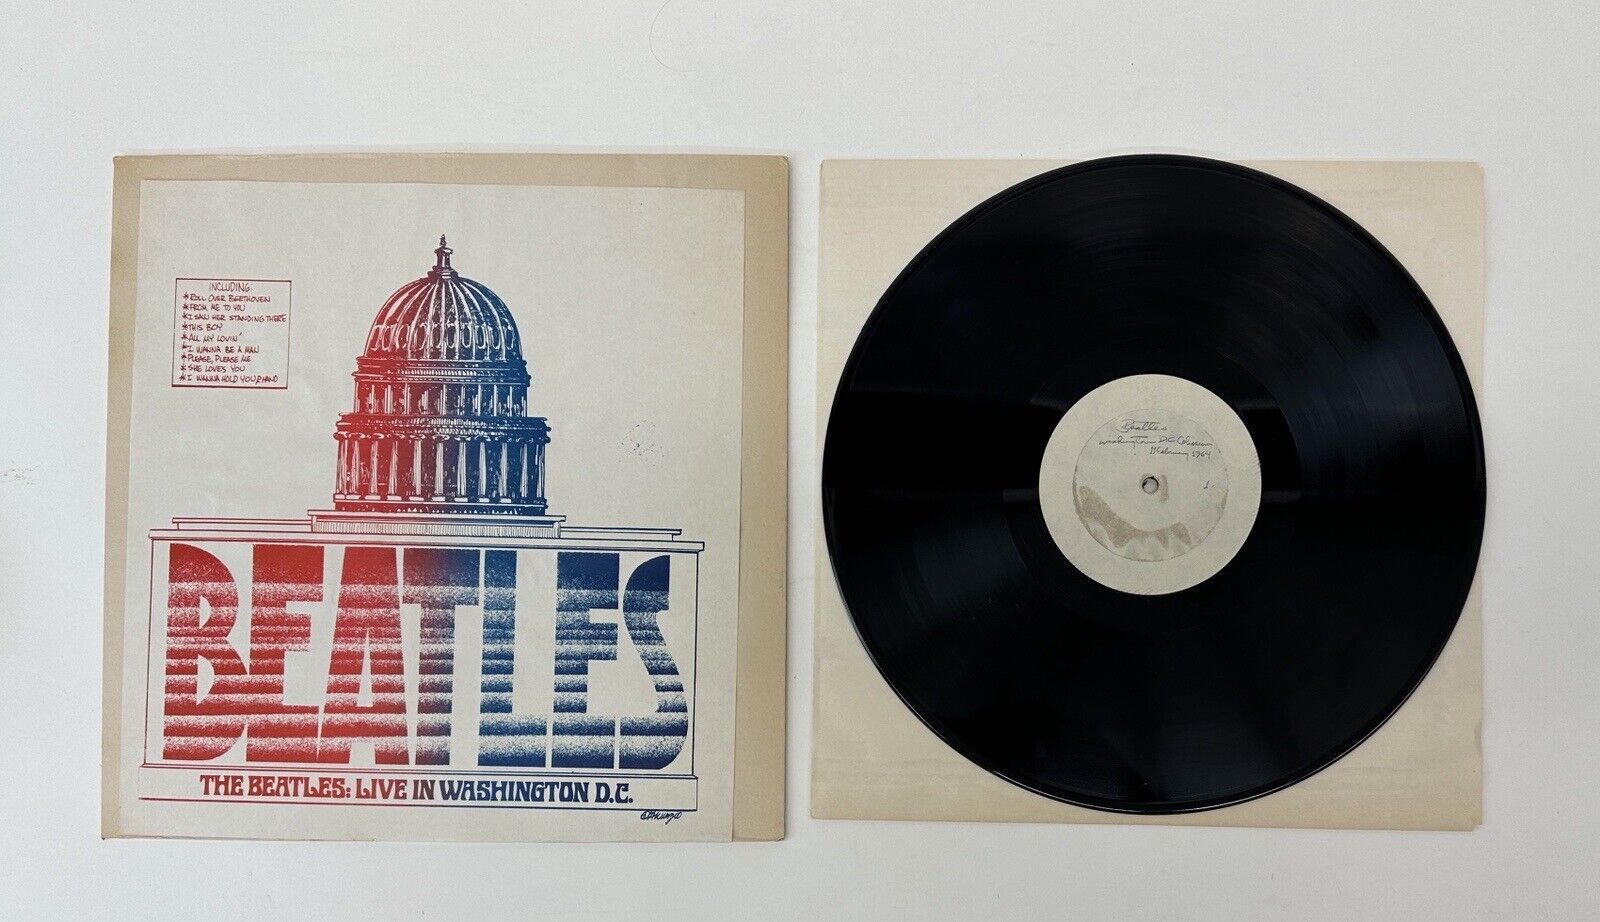 INCLUDING:
*ROLL OVER BEETHOVEN
*FROM ME TO YOU
*I SAW HER STANDING THERE
*THIS BOY
*ALL MY LOVIN'
*I WANNA BE A MAN
*PLEASE, PLEASE ME
*SHE LOVES YOU
*I WANNA HOLD YOUR HAND
BEATLES
THE BEATLES: LIVE IN WASHINGTON D.C.
Beatles
Washington D.C. Coliseum
11 February 1964
1.